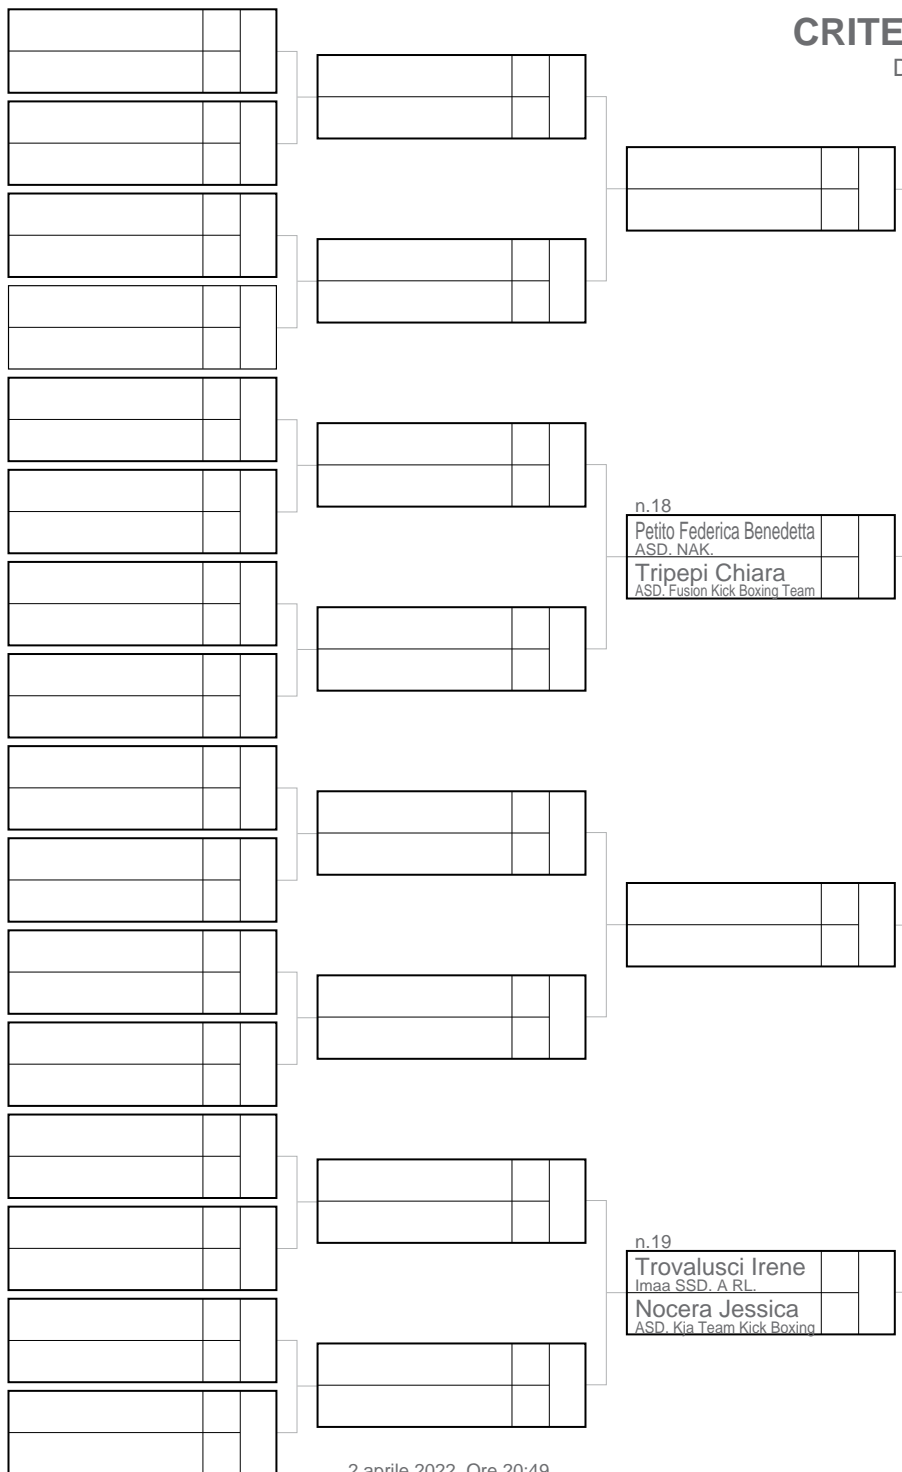 CRITE
D
n.18
Petito Federica Benedetta
ASD. NAK.
Tripepi Chiara
ASD. Fusion Kick Boxing Team
n.19
Trovalusci Irene
Imaa SSD. A RL.
Nocera Jessica
ASD. Kja Team Kick Boxing
2 aprile 2022 Ore 20:49